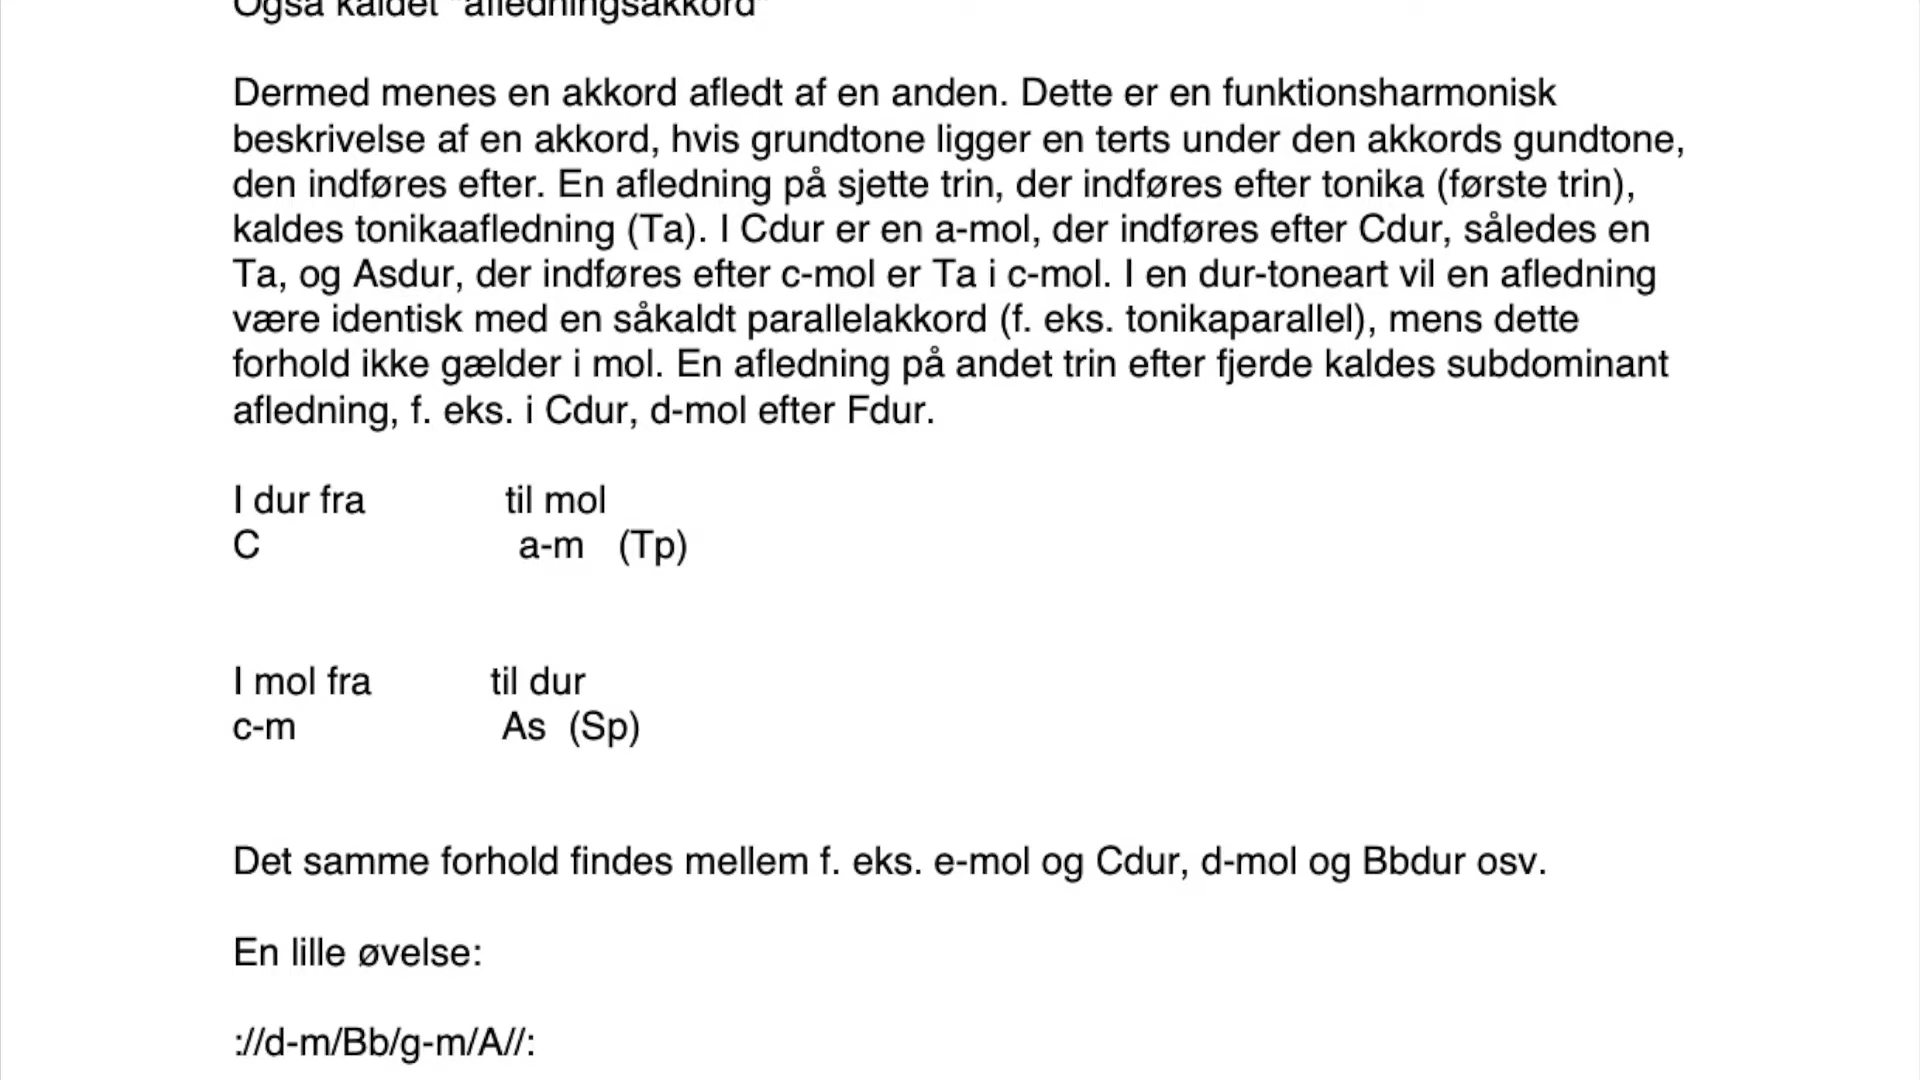 Også kaldet "afledningsakkord"
Dermed menes en akkord afledt af en anden. Dette er en funktionsharmonisk
beskrivelse af en akkord, hvis grundtone ligger en terts under den akkords gundtone,
den indføres efter. En afledning på sjette trin, der indføres efter tonika (første trin),
kaldes tonikaafledning (Ta). I Cdur er en a-mol, der indføres efter Cdur, således en
Ta, og Asdur, der indføres efter c-mol er Ta i c-mol. I en dur-toneart vil en afledning
være identisk med en såkaldt parallelakkord (f. eks. tonikaparallel), mens dette
forhold ikke gælder i mol. En afledning på andet trin efter fjerde kaldes subdominant
afledning, f. eks. i Cdur, d-mol efter Fdur.
I dur fra til mol
C a-m (Tp)
I mol fra til dur
c-m As (Sp)
Det samme forhold findes mellem f. eks. e-mol og Cdur, d-mol og Bbdur osv.
En lille øvelse:
://d-m/Bb/g-m/A//: